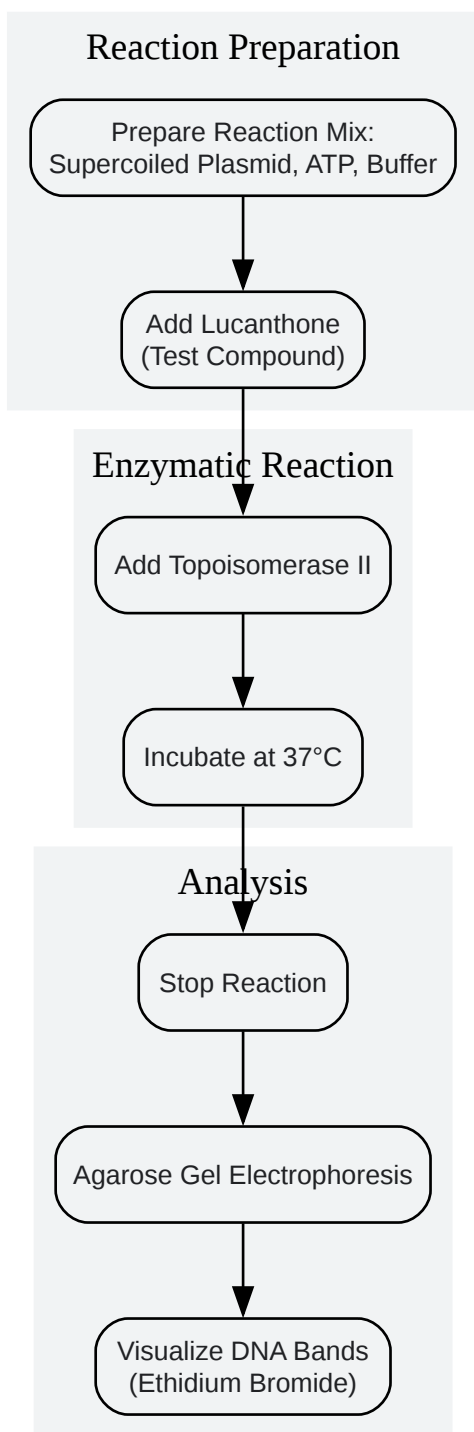 Reaction Preparation
Prepare Reaction Mix:
Supercoiled Plasmid, ATP, Buffer
Add Lucanthone
(Test Compound)
Enzymatic Reaction
Add Topoisomerase II
Incubate at 37°C
Analysis
Stop Reaction
Agarose Gel Electrophoresis
Visualize DNA Bands
(Ethidium Bromide)